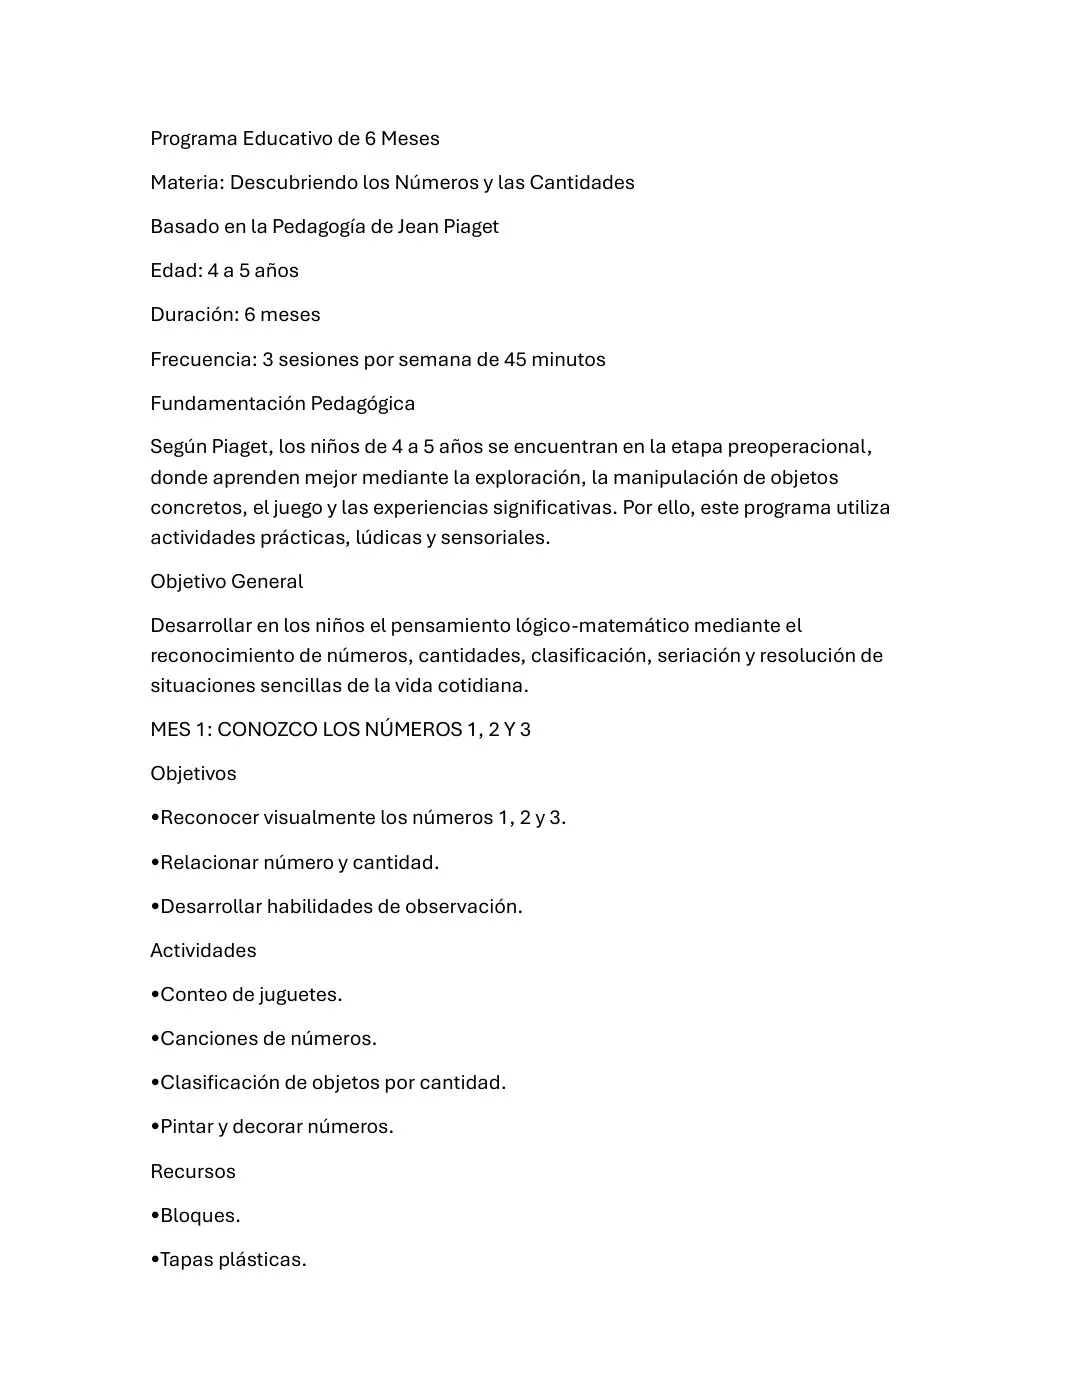 Programa Educativo de 6 Meses
Materia: Descubriendo los Números y las Cantidades
Basado en la Pedagogía de Jean Piaget
Edad: 4 a 5 años
Duración: 6 meses
Frecuencia: 3 sesiones por semana de 45 minutos
Fundamentación Pedagógica
Según Piaget, los niños de 4 a 5 años se encuentran en la etapa preoperacional,
donde aprenden mejor mediante la exploración, la manipulación de objetos
concretos, el juego y las experiencias significativas. Por ello, este programa utiliza
actividades prácticas, lúdicas y sensoriales.
Objetivo General
Desarrollar en los niños el pensamiento lógico-matemático mediante el
reconocimiento de números, cantidades, clasificación, seriación y resolución de
situaciones sencillas de la vida cotidiana.
MES 1: CONOZCO LOS NÚMEROS 1, 2 Y 3
Objetivos
•Reconocer visualmente los números 1, 2 y 3.
•Relacionar número y cantidad.
•Desarrollar habilidades de observación.
Actividades
•Conteo de juguetes.
•Canciones de números.
•Clasificación de objetos por cantidad.
•Pintar y decorar números.
Recursos
•Bloques.
•Tapas plásticas.